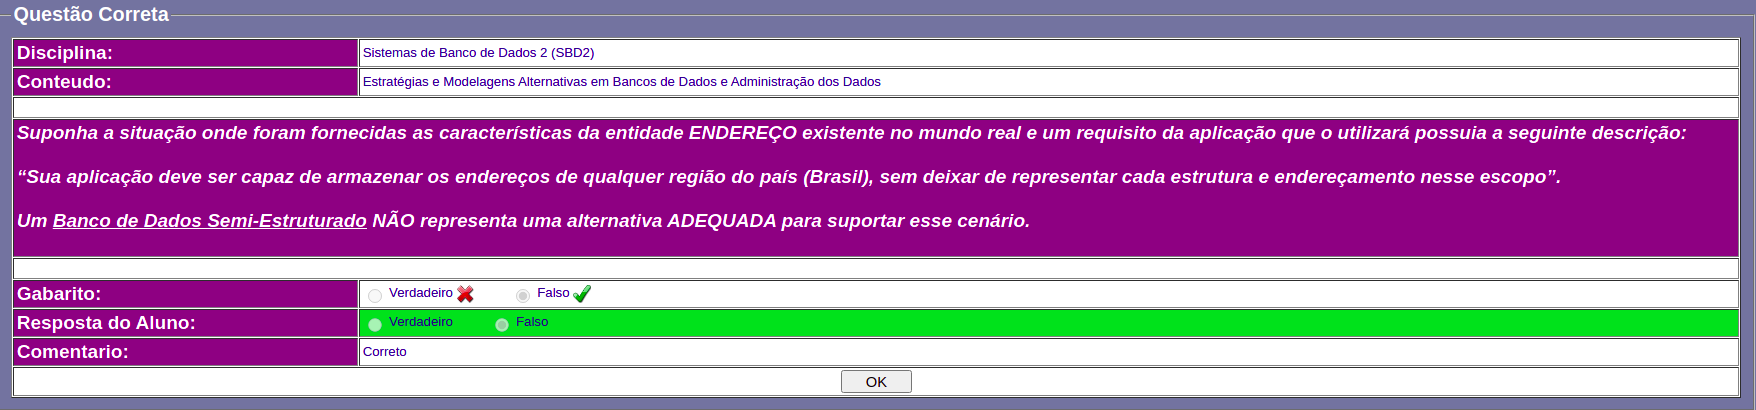 Questão Correta
Disciplina: Sistemas de Banco de Dados 2 (SBD2)
Conteudo: Estratégias e Modelagens Alternativas em Bancos de Dados e Administração dos Dados
Suponha a situação onde foram fornecidas as características da entidade ENDEREÇO existente no mundo real e um requisito da aplicação que o utilizará possuia a seguinte descrição:
“Sua aplicação deve ser capaz de armazenar os endereços de qualquer região do país (Brasil), sem deixar de representar cada estrutura e endereçamento nesse escopo”.
Um Banco de Dados Semi-Estruturado NÃO representa uma alternativa ADEQUADA para suportar esse cenário.
Gabarito: Verdadeiro Falso
Resposta do Aluno: Verdadeiro Falso
Comentario: Correto
OK